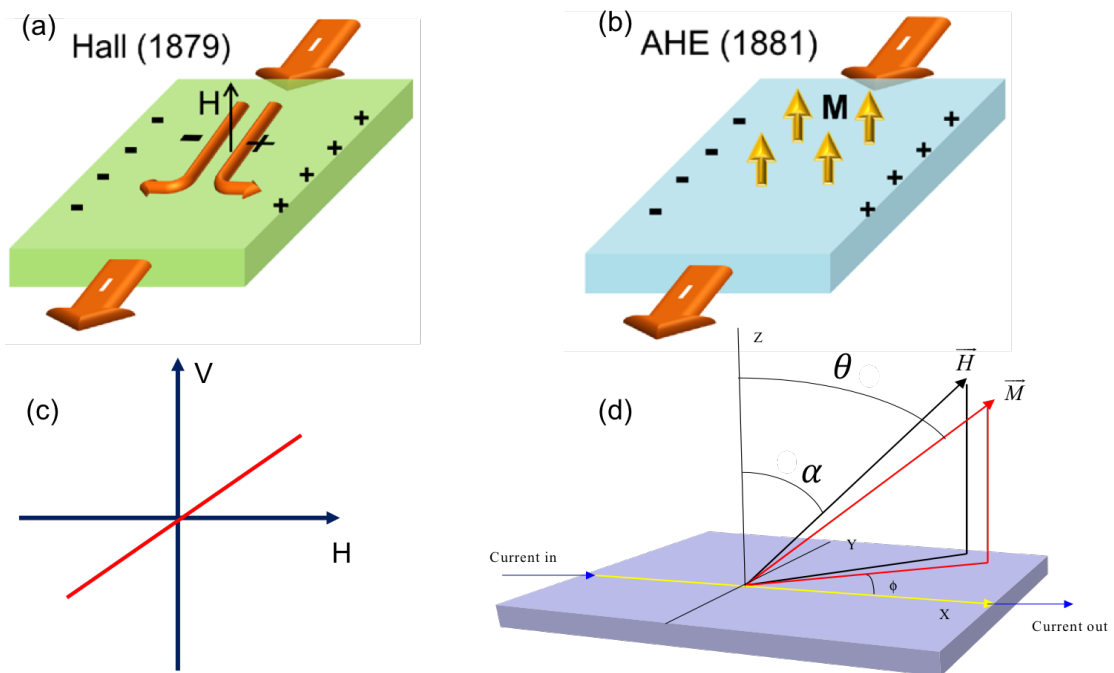 (a)
Hall (1879)
I
H
- + 
- - - -
+ + + +
I
(b)
AHE (1881)
I
M
- - - -
+ + + +
I
(c)
V
H
(d)
Z
θ
H
M
α
Y
Current in
ϕ
X
Current out